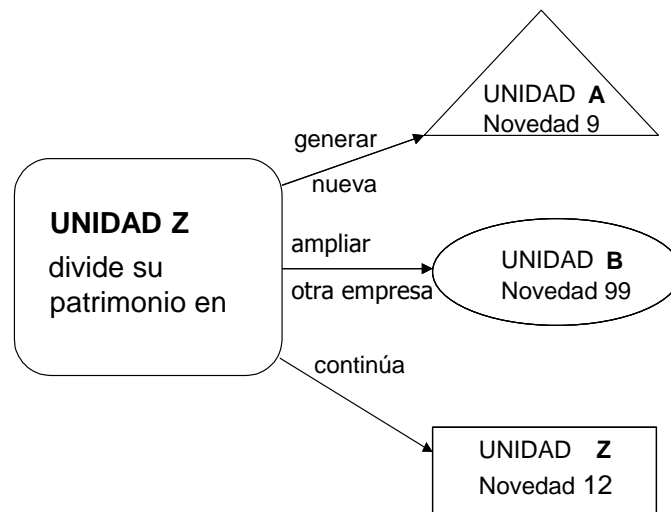 UNIDAD Z
divide su
patrimonio en
generar
nueva
UNIDAD A
Novedad 9
ampliar
otra empresa
UNIDAD B
Novedad 99
continúa
UNIDAD Z
Novedad 12